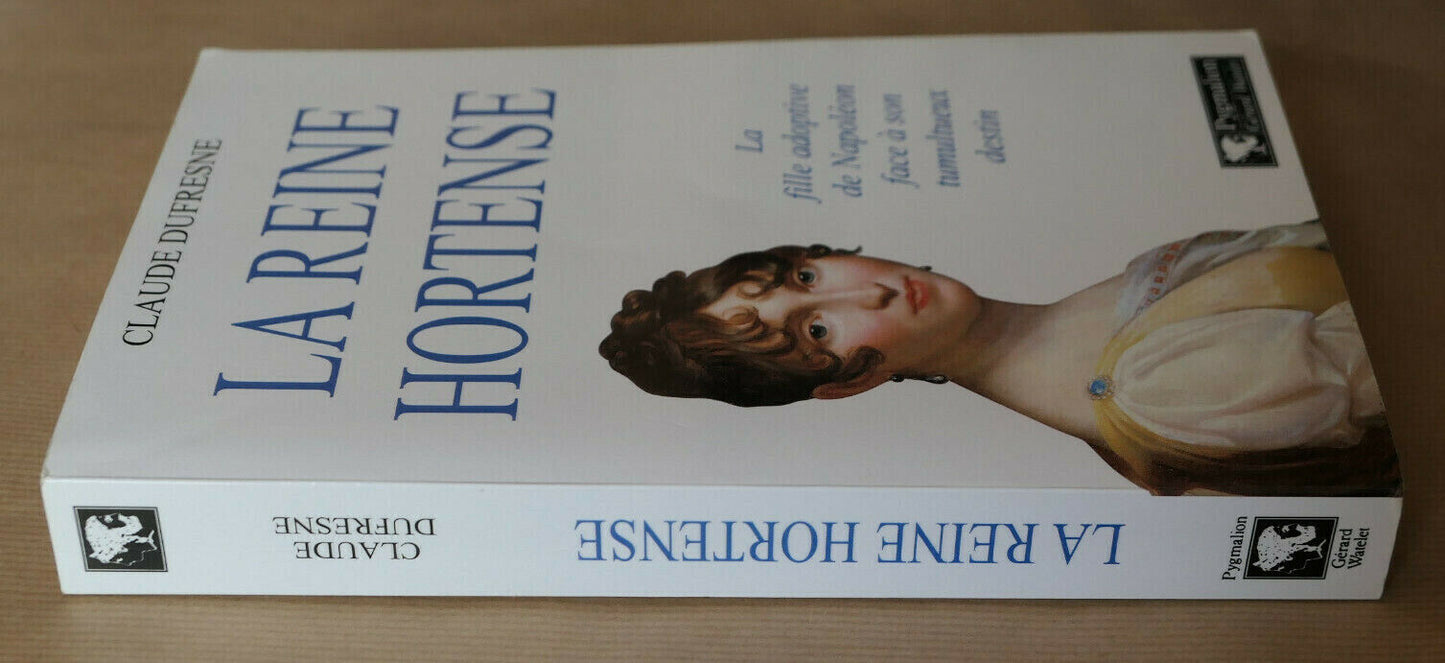 CLAUDE DUFRESNE
LA REINE
HORTENSE
La
fille adoptive
de Napoléon
face à son
tumultueux
destin
Pygmalion
Gérard Watelet
CLAUDE
DUFRESNE
LA REINE HORTENSE
Pygmalion
Gérard
Watelet